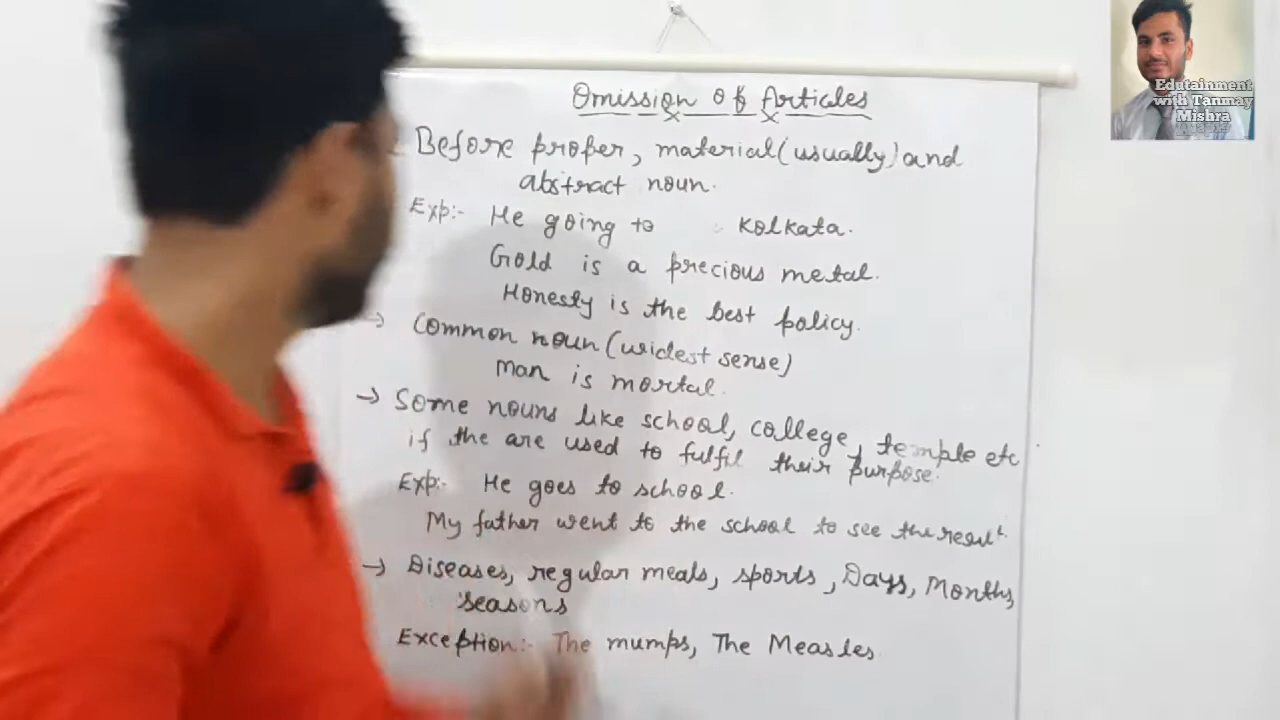 Omission of Articles
Before proper, material (usually) and
abstract noun.
Exp:- He going to Kolkata.
Gold is a precious metal.
Honesty is the best policy.
→ Common noun (widest sense)
Man is mortal.
→ Some nouns like school, college, temple etc
if the are used to fulfil their purpose.
Exp:- He goes to school.
My father went to the school to see the result.
→ Diseases, regular meals, sports, Days, Months,
seasons
Exception:- The mumps, The Measles.
Edutainment
with Tanmay
Mishra